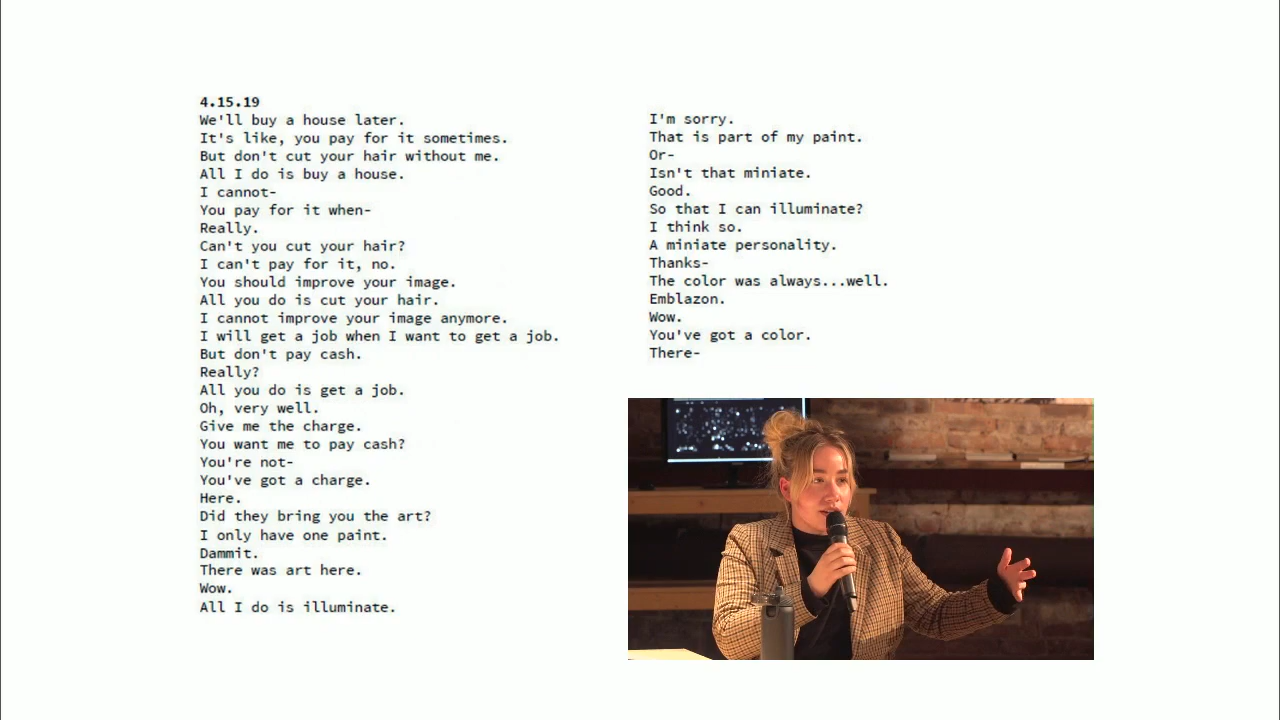 4.15.19
We'll buy a house later.
It's like, you pay for it sometimes.
But don't cut your hair without me.
All I do is buy a house.
I cannot-
You pay for it when-
Really.
Can't you cut your hair?
I can't pay for it, no.
You should improve your image.
All you do is cut your hair.
I cannot improve your image anymore.
I will get a job when I want to get a job.
But don't pay cash.
Really?
All you do is get a job.
Oh, very well.
Give me the charge.
You want me to pay cash?
You're not-
You've got a charge.
Here.
Did they bring you the art?
I only have one paint.
Dammit.
There was art here.
Wow.
All I do is illuminate.
I'm sorry.
That is part of my paint.
Or-
Isn't that miniate.
Good.
So that I can illuminate?
I think so.
A miniate personality.
Thanks-
The color was always...well.
Emblazon.
Wow.
You've got a color.
There-